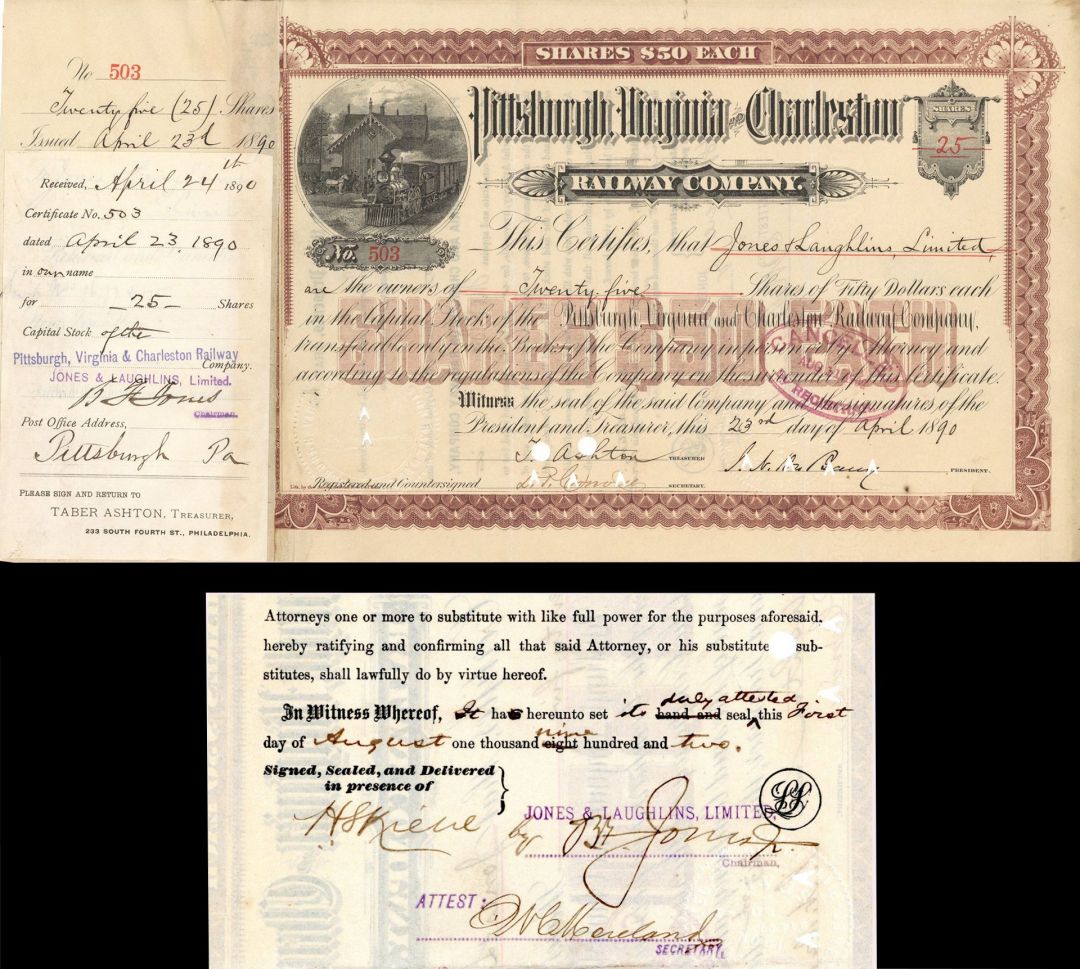 No 503
Twenty five (25) Shares
Issued April 23d 1890
Received, April 24th 1890
Certificate No. 503
dated April 23, 1890
in our name
for 25 Shares
Capital Stock of the
Pittsburgh, Virginia & Charleston Railway
Company.
JONES & LAUGHLINS, Limited.
B F Jones
Chairman.
Post Office Address,
Pittsburgh Pa
PLEASE SIGN AND RETURN TO
TABER ASHTON, TREASURER,
233 SOUTH FOURTH ST., PHILADELPHIA.
SHARES $50 EACH
Pittsburgh, Virginia AND Charleston
RAILWAY COMPANY.
SHARES
25
No. 503
This Certifies, that Jones & Laughlins, Limited,
are the owners of Twenty five Shares of Fifty Dollars each
in the Capital Stock of the Pittsburgh Virginia and Charleston Railway Company,
transferable only on the Books of the Company in person or by Attorney and
according to the regulations of the Company on the surrender of this Certificate.
CANCELLED
AUG
Witness the seal of the said Company and the signatures of the
President and Treasurer, this 23rd day of April 1890
T. Ashton TREASURER
PRESIDENT.
Lith. by the
Registered and Countersigned
SECRETARY.
Attorneys one or more to substitute with like full power for the purposes aforesaid,
hereby ratifying and confirming all that said Attorney, or his substitute sub-
stitutes, shall lawfully do by virtue hereof.
duly attested
In Witness Whereof, It has hereunto set its hand and seal, this First
nine
day of August one thousand eight hundred and two.
Signed, Sealed, and Delivered
in presence of
JONES & LAUGHLINS, LIMITED,
by B.F. Jones Jr.
Chairman,
ATTEST:
SECRETARY.